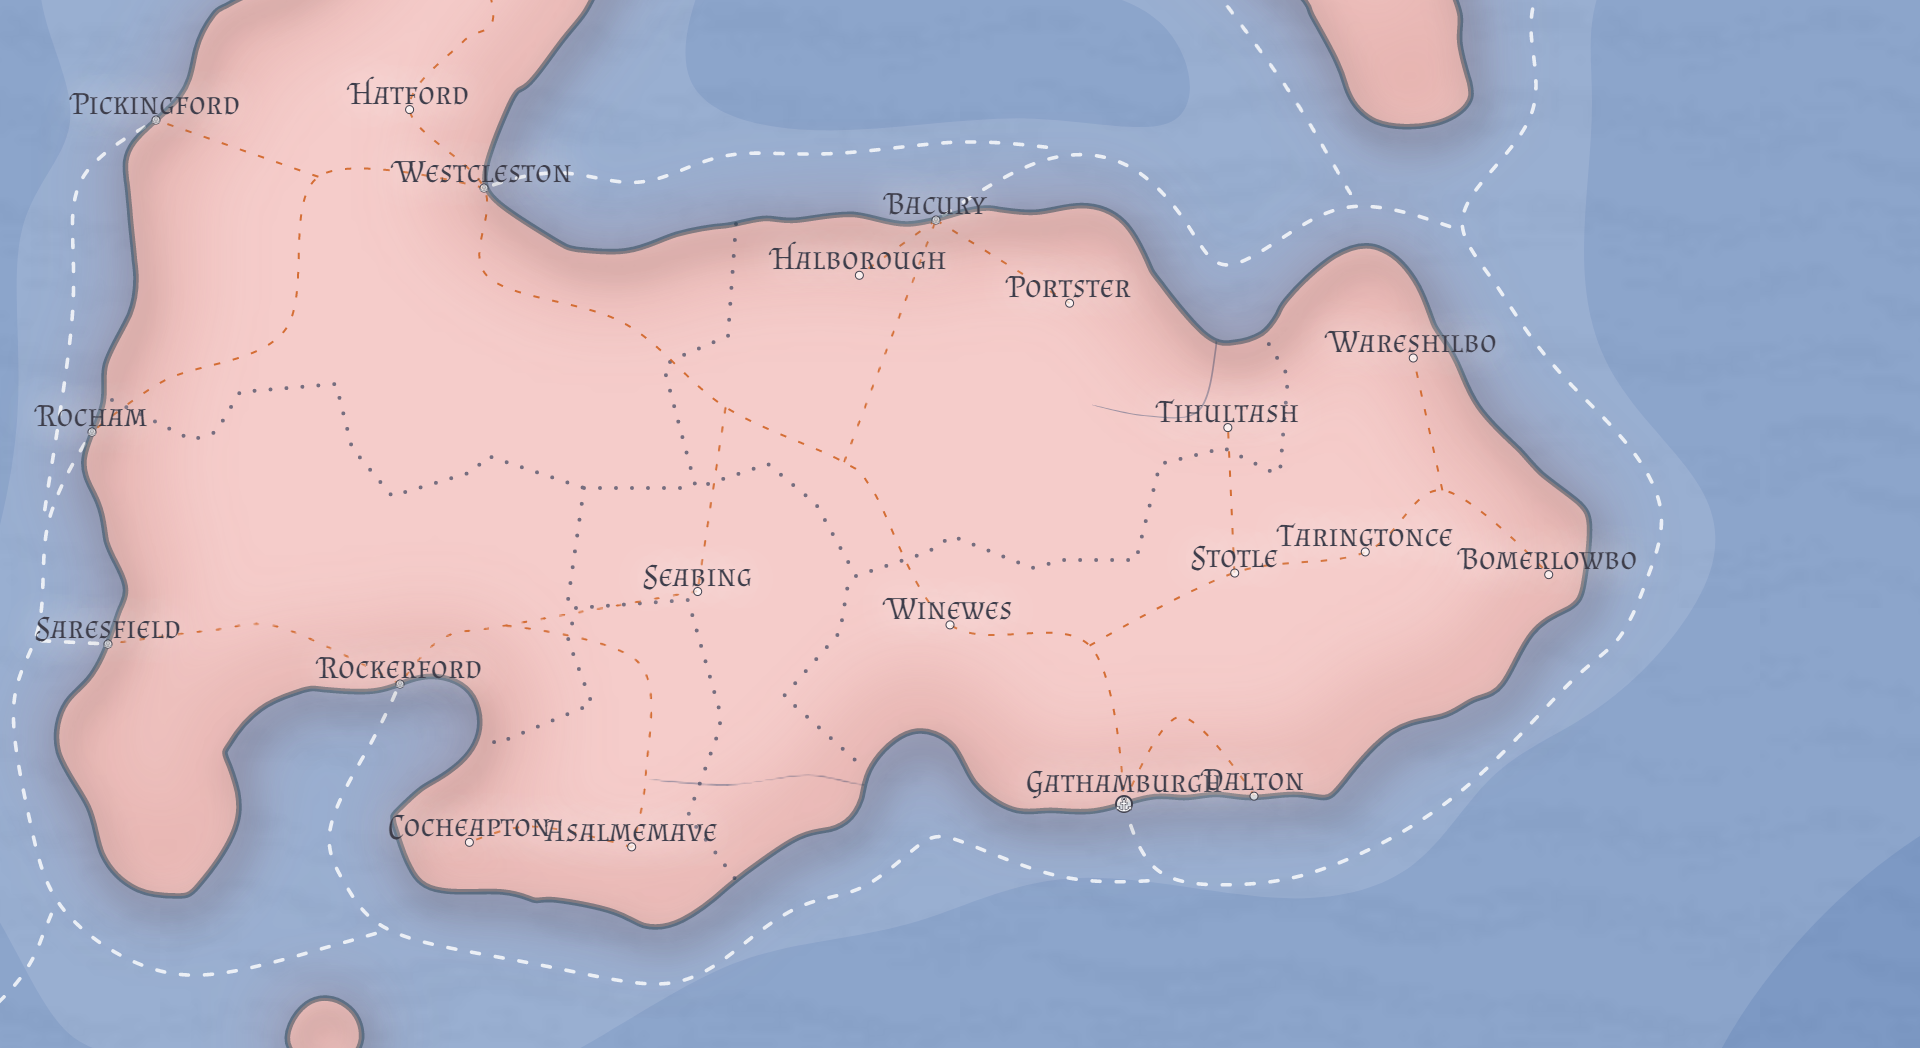 Hatford
Pickingford
Westcleston
Bacury
Halborough
Portster
Wareshilbo
Tihultash
Rocham
Taringtonce
Stotle
Bomerlowbo
Seabing
Winewes
Saresfield
Rockerford
Gathamburgh
Dalton
Cocheapton
Asalmemave